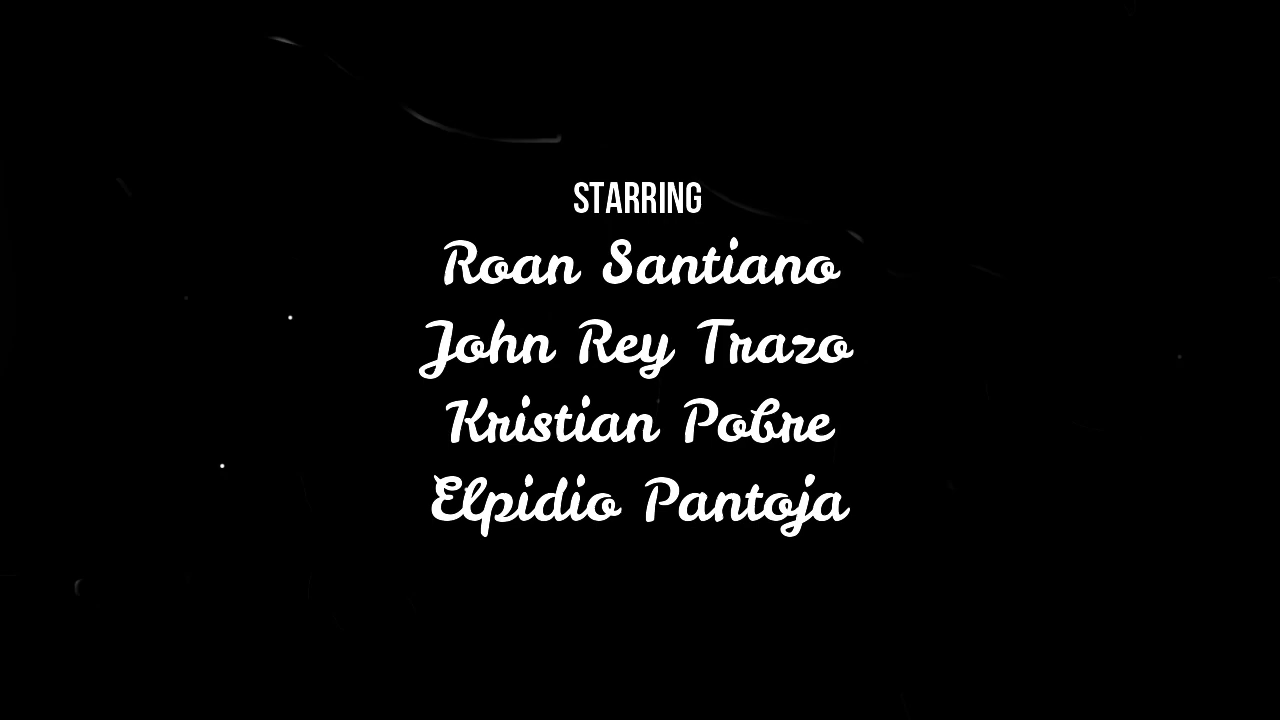 STARRING
Roan Santiano
John Rey Trazo
Kristian Pobre
Elpidio Pantoja